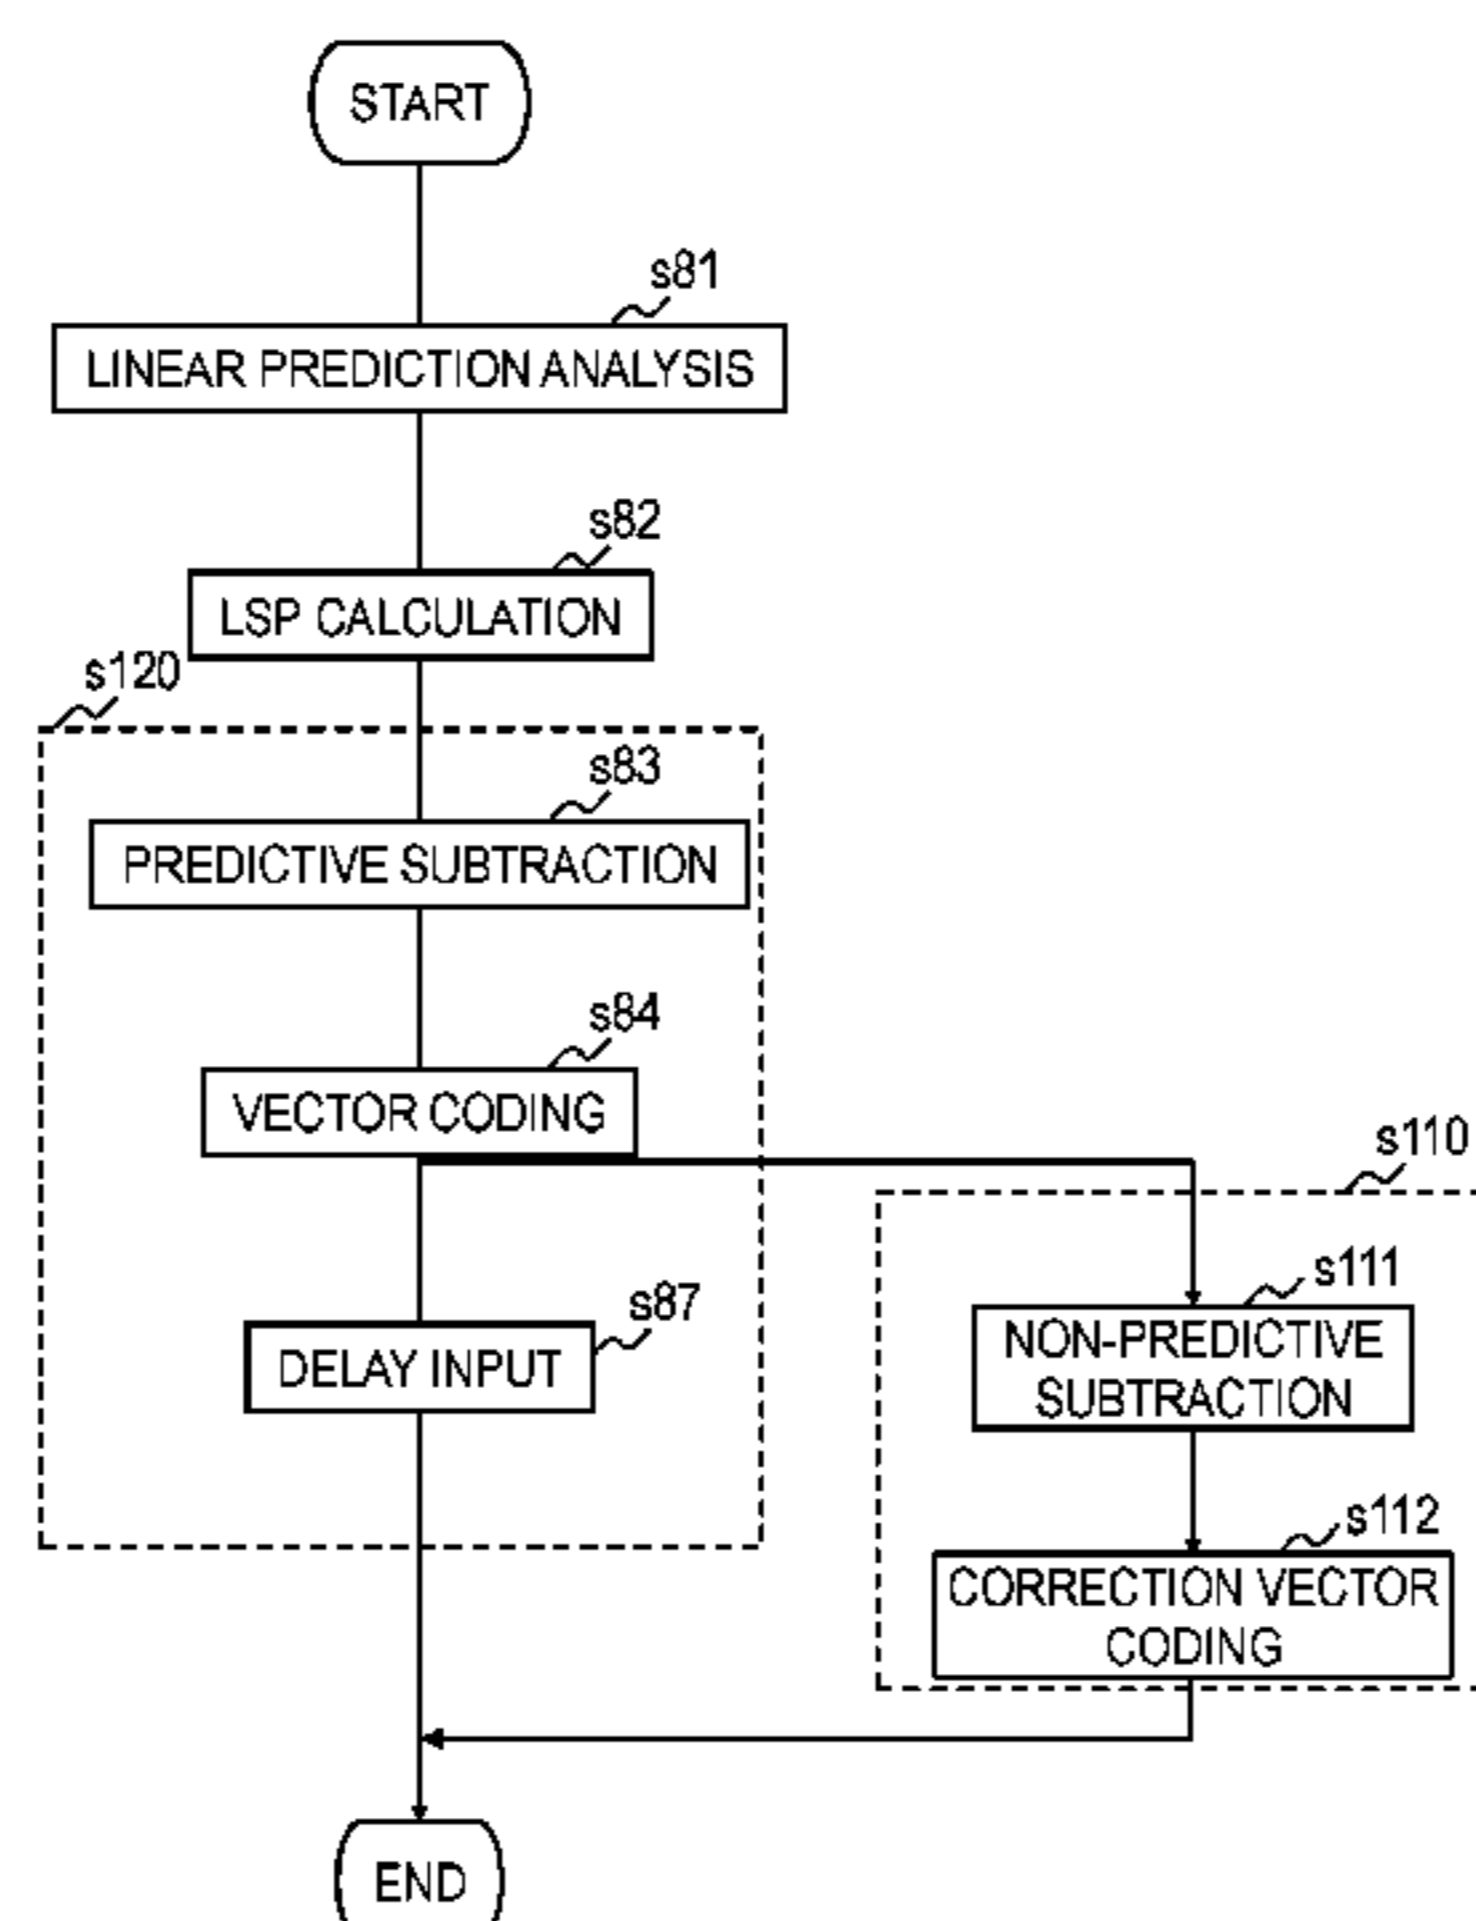 START
s81
LINEAR PREDICTION ANALYSIS
s82
LSP CALCULATION
s120
s83
PREDICTIVE SUBTRACTION
s84
VECTOR CODING
s110
s111
NON-PREDICTIVE
SUBTRACTION
s87
DELAY INPUT
s112
CORRECTION VECTOR
CODING
END